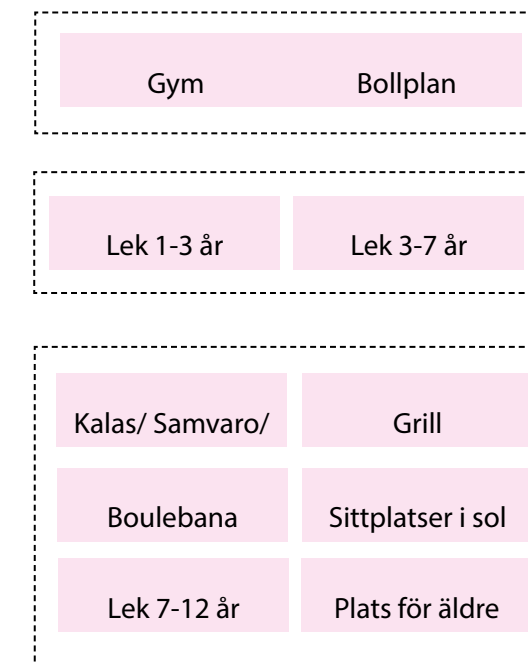 Gym Bollplan
Lek 1-3 år Lek 3-7 år
Kalas/ Samvaro/ Grill
Boulebana Sittplatser i sol
Lek 7-12 år Plats för äldre